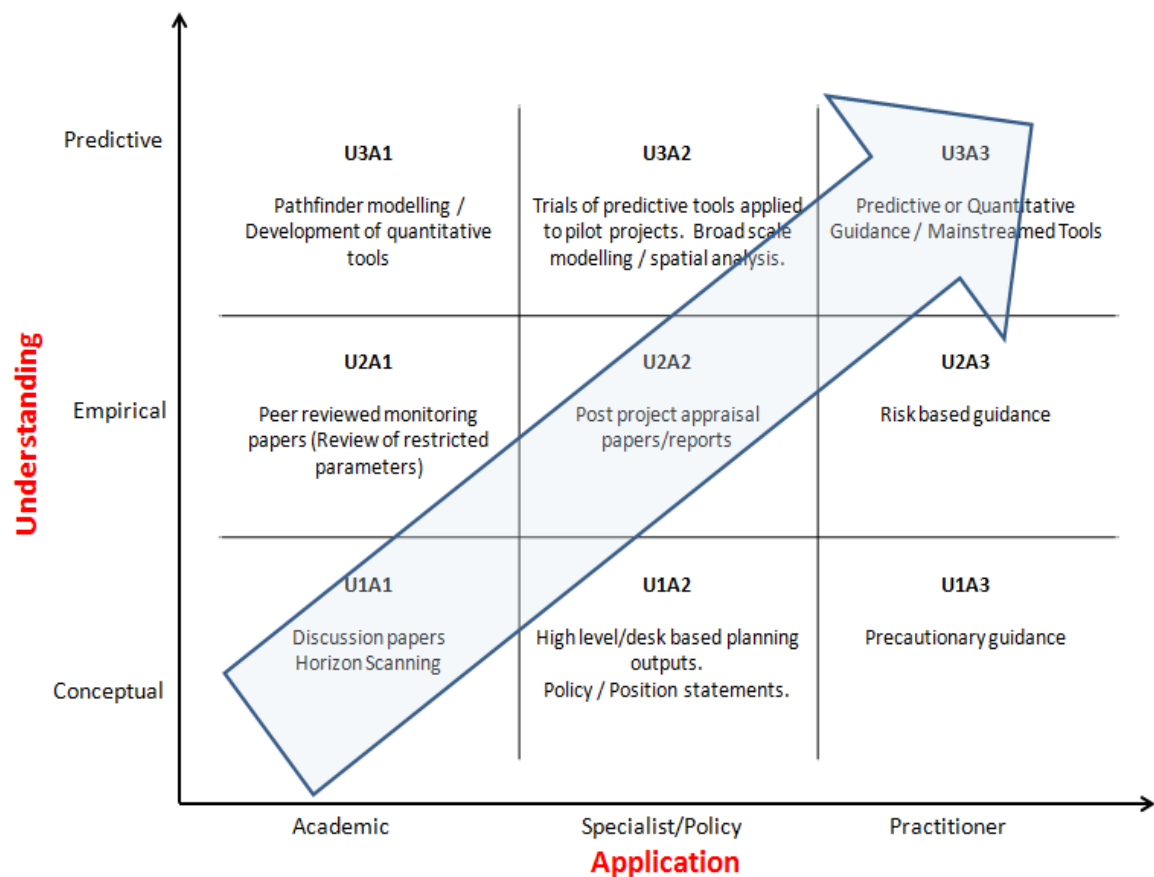 Predictive
U3A1
Pathfinder modelling /
Development of quantitative
tools
U3A2
Trials of predictive tools applied
to pilot projects. Broad scale
modelling / spatial analysis.
U3A3
Predictive or Quantitative
Guidance / Mainstreamed Tools
Understanding
Empirical
U2A1
Peer reviewed monitoring
papers (Review of restricted
parameters)
U2A2
Post project appraisal
papers/reports
U2A3
Risk based guidance
Conceptual
U1A1
Discussion papers
Horizon Scanning
U1A2
High level/desk based planning
outputs.
Policy / Position statements.
U1A3
Precautionary guidance
Academic
Specialist/Policy
Practitioner
Application